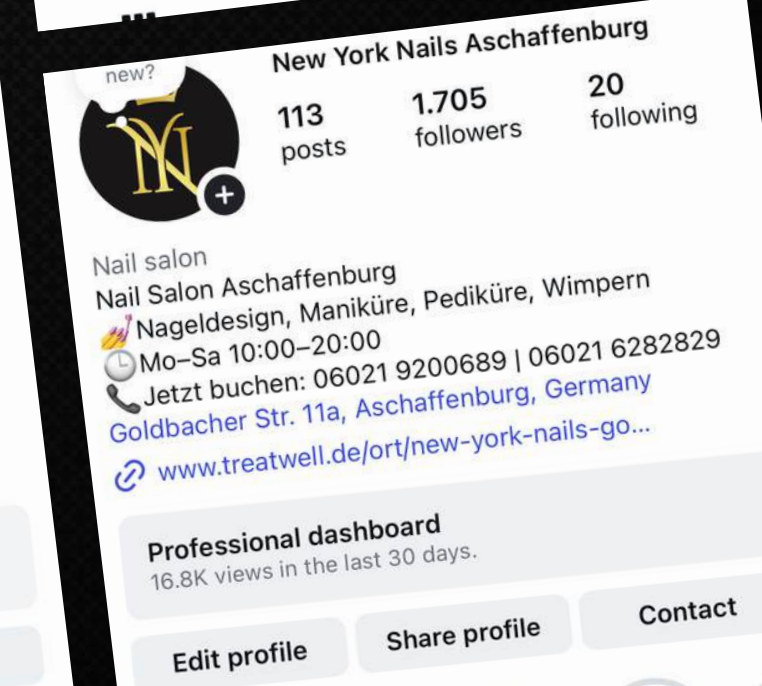 new?
New York Nails Aschaffenburg
113 1.705 20
posts followers following
Nail salon
Nail Salon Aschaffenburg
💅Nageldesign, Maniküre, Pediküre, Wimpern
🕒Mo–Sa 10:00–20:00
📞Jetzt buchen: 06021 9200689 | 06021 6282829
Goldbacher Str. 11a, Aschaffenburg, Germany
www.treatwell.de/ort/new-york-nails-go...
Professional dashboard
16.8K views in the last 30 days.
Edit profile Share profile Contact